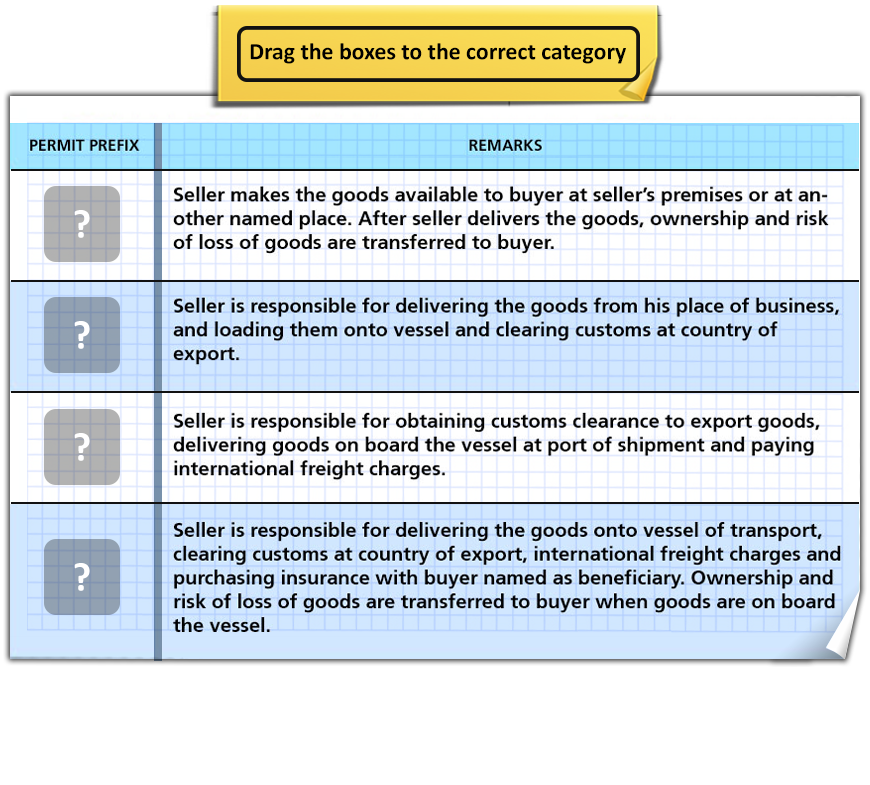 Drag the boxes to the correct category
PERMIT PREFIX
REMARKS
?
Seller makes the goods available to buyer at seller’s premises or at an-
other named place. After seller delivers the goods, ownership and risk
of loss of goods are transferred to buyer.
?
Seller is responsible for delivering the goods from his place of business,
and loading them onto vessel and clearing customs at country of
export.
?
Seller is responsible for obtaining customs clearance to export goods,
delivering goods on board the vessel at port of shipment and paying
international freight charges.
?
Seller is responsible for delivering the goods onto vessel of transport,
clearing customs at country of export, international freight charges and
purchasing insurance with buyer named as beneficiary. Ownership and
risk of loss of goods are transferred to buyer when goods are on board
the vessel.